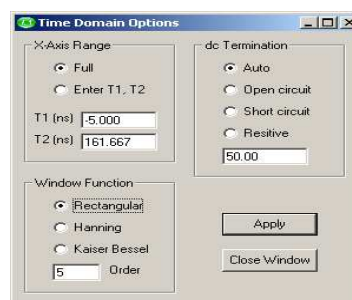 Time Domain Options
X-Axis Range
Full
Enter T1, T2
T1 (ns) -5.000
T2 (ns) 161.667
dc Termination
Auto
Open circuit
Short circuit
Resitive
50.00
Window Function
Rectangular
Hanning
Kaiser Bessel
5 Order
Apply
Close Window